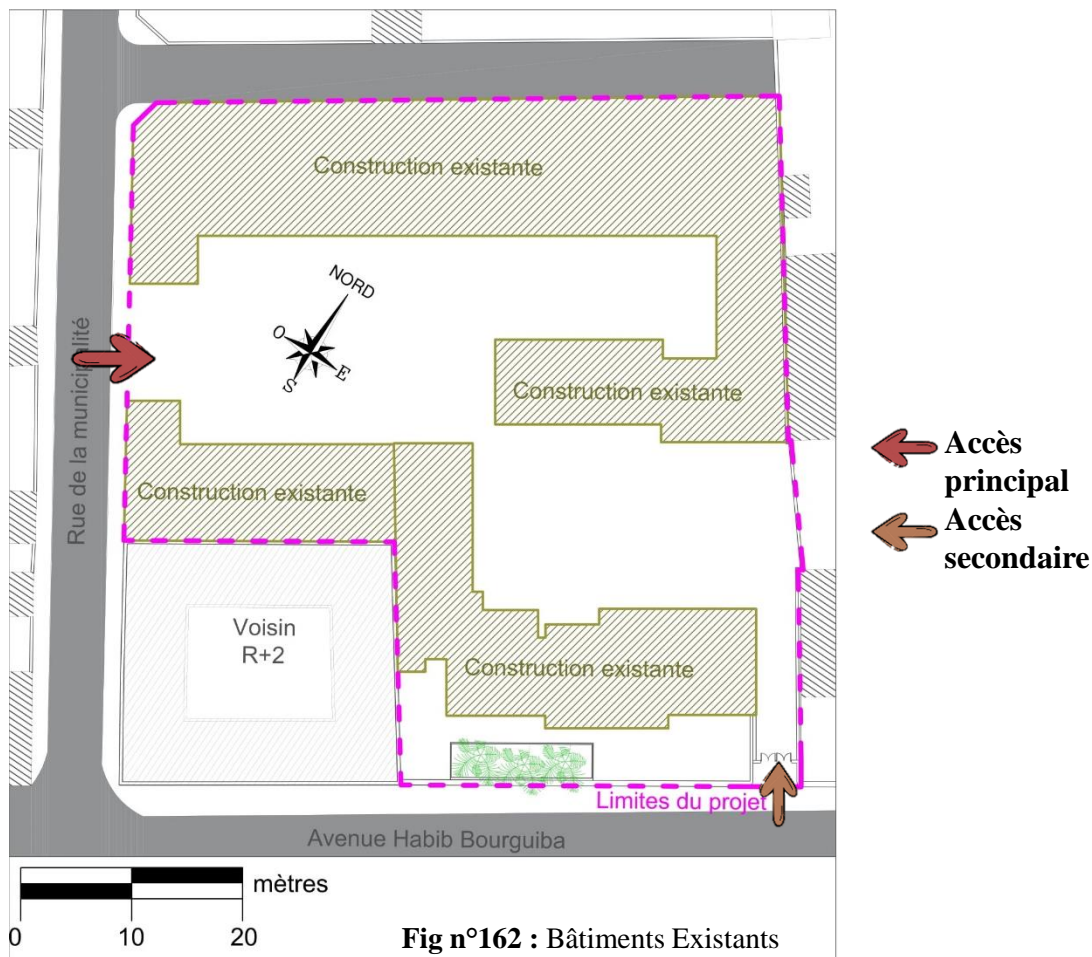 Construction existante
NORD
O
E
S
Rue de la municipalité
Construction existante
Construction existante
Construction existante
Voisin
R+2
Limites du projet
Avenue Habib Bourguiba
Accès
principal
Accès
secondaire
mètres
0 10 20
Fig n°162 : Bâtiments Existants